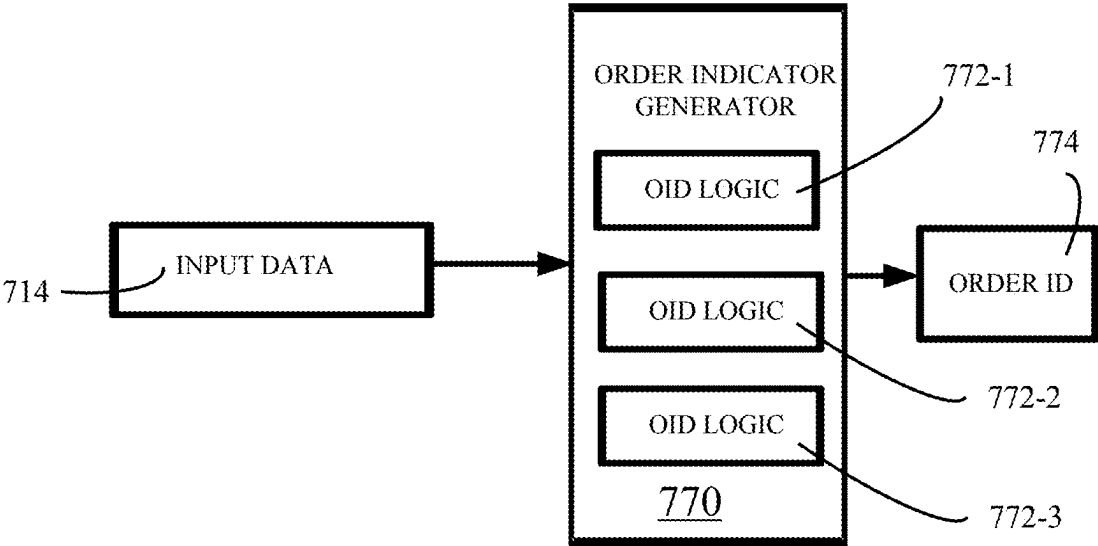 ORDER INDICATOR
GENERATOR
772-1
774
OID LOGIC
INPUT DATA
714
ORDER ID
OID LOGIC
772-2
OID LOGIC
770
772-3